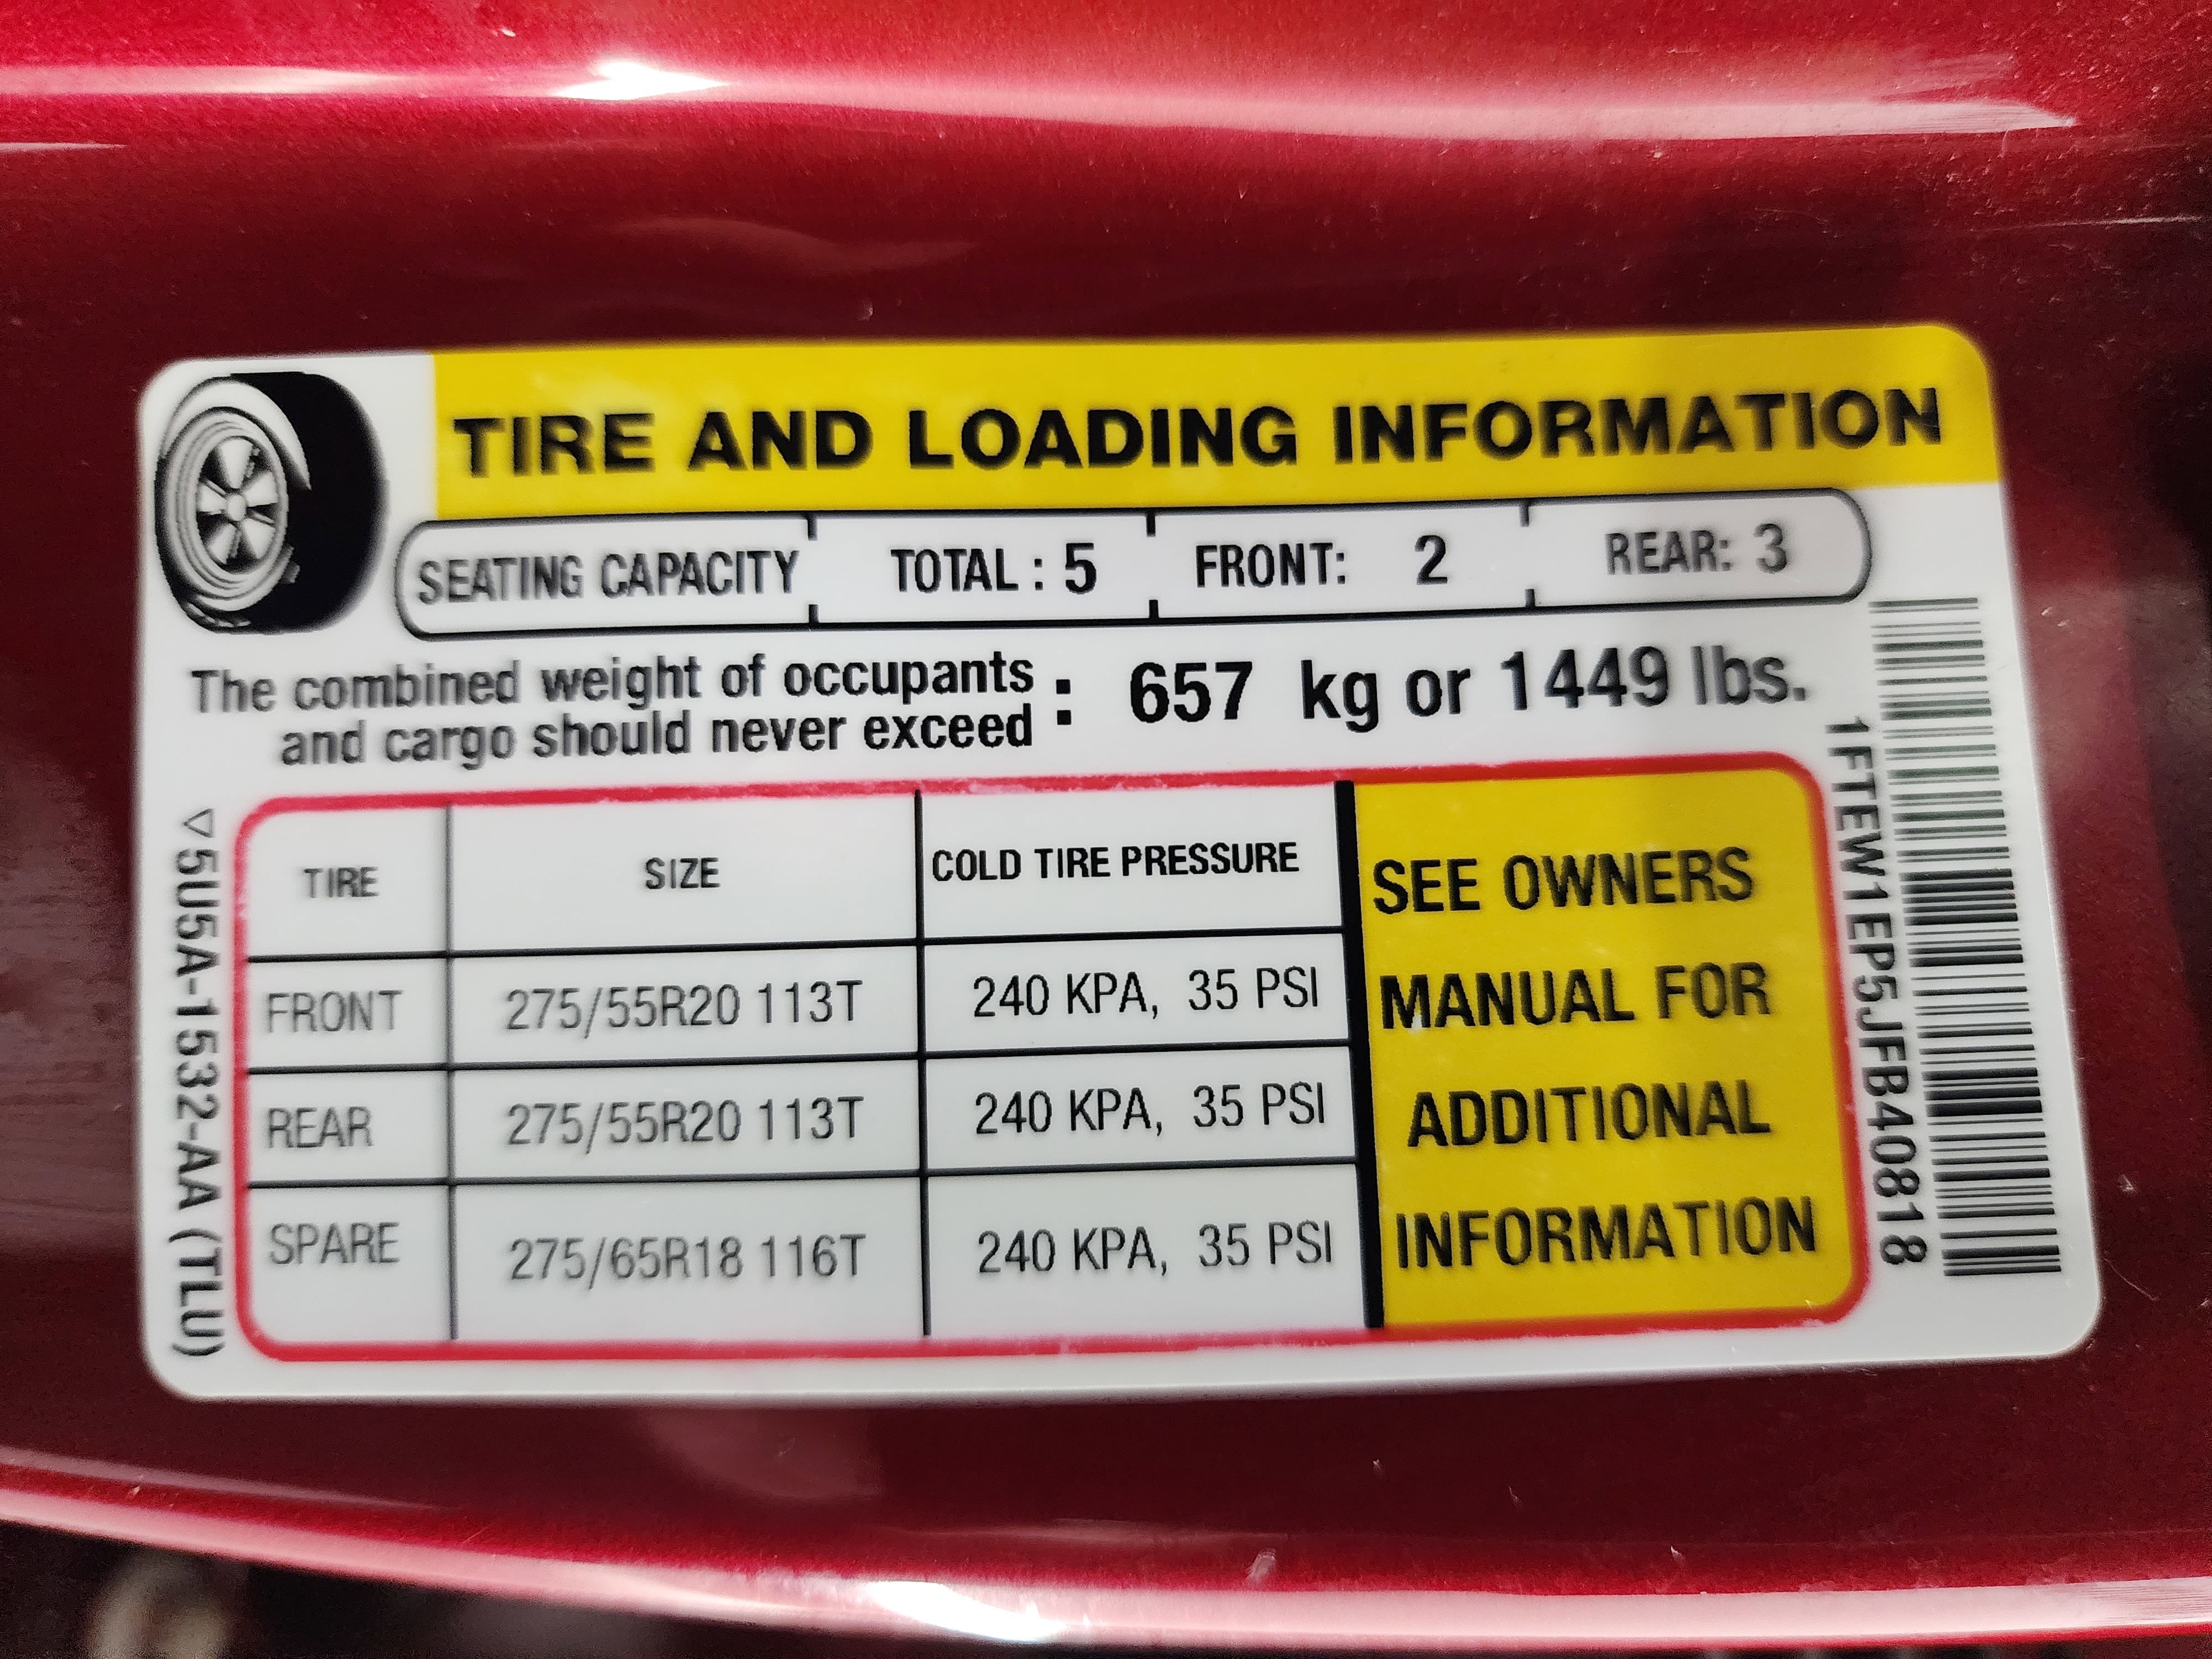 TIRE AND LOADING INFORMATION
SEATING CAPACITY TOTAL : 5 FRONT: 2 REAR: 3
The combined weight of occupants
and cargo should never exceed : 657 kg or 1449 lbs.
TIRE SIZE COLD TIRE PRESSURE
FRONT 275/55R20 113T 240 KPA, 35 PSI
REAR 275/55R20 113T 240 KPA, 35 PSI
SPARE 275/65R18 116T 240 KPA, 35 PSI
SEE OWNERS
MANUAL FOR
ADDITIONAL
INFORMATION
1FTEW1EP5JFB40818
▽5U5A-1532-AA (TLU)